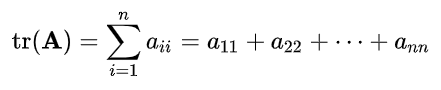 tr(𝐀) = ∑_{i=1}^{n} a_{ii} = a_{11} + a_{22} + ⋯ + a_{nn}